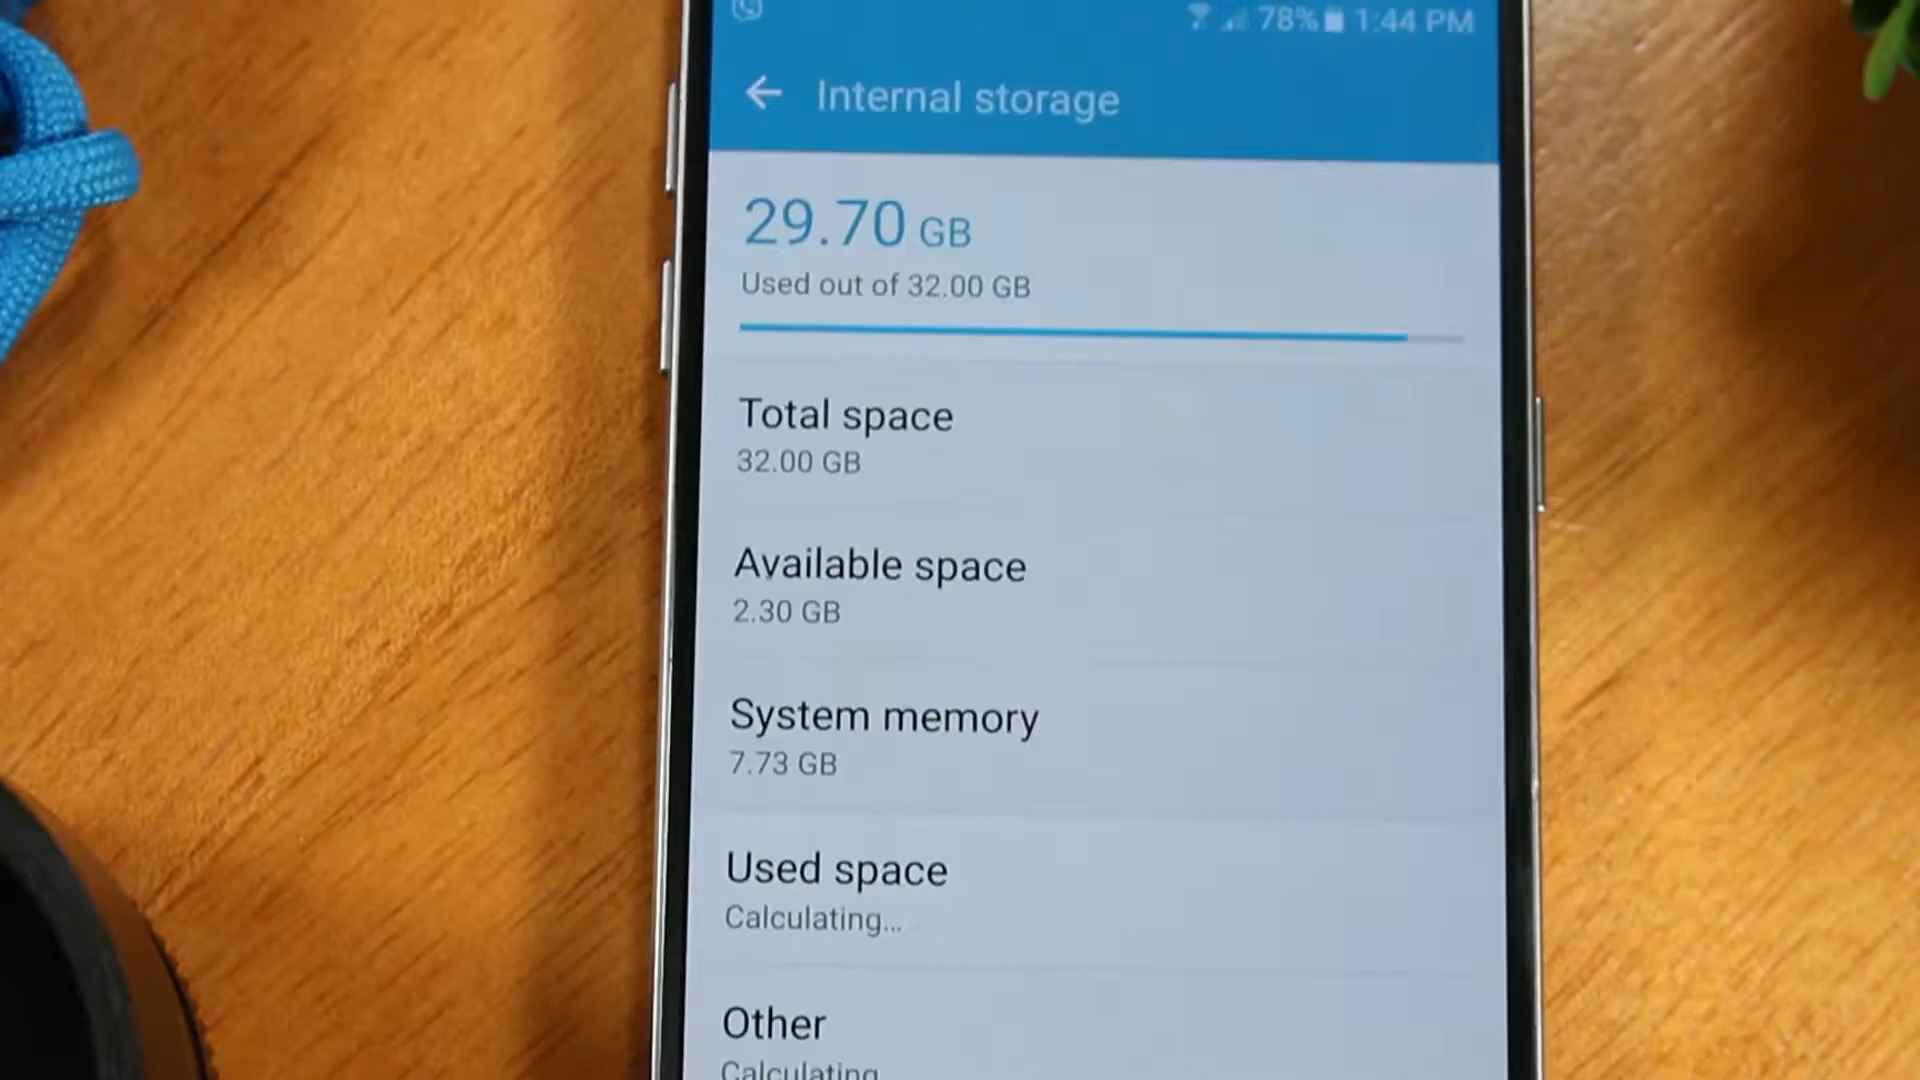 78% 1:44 PM
Internal storage
29.70 GB
Used out of 32.00 GB
Total space
32.00 GB
Available space
2.30 GB
System memory
7.73 GB
Used space
Calculating...
Other
Calculating